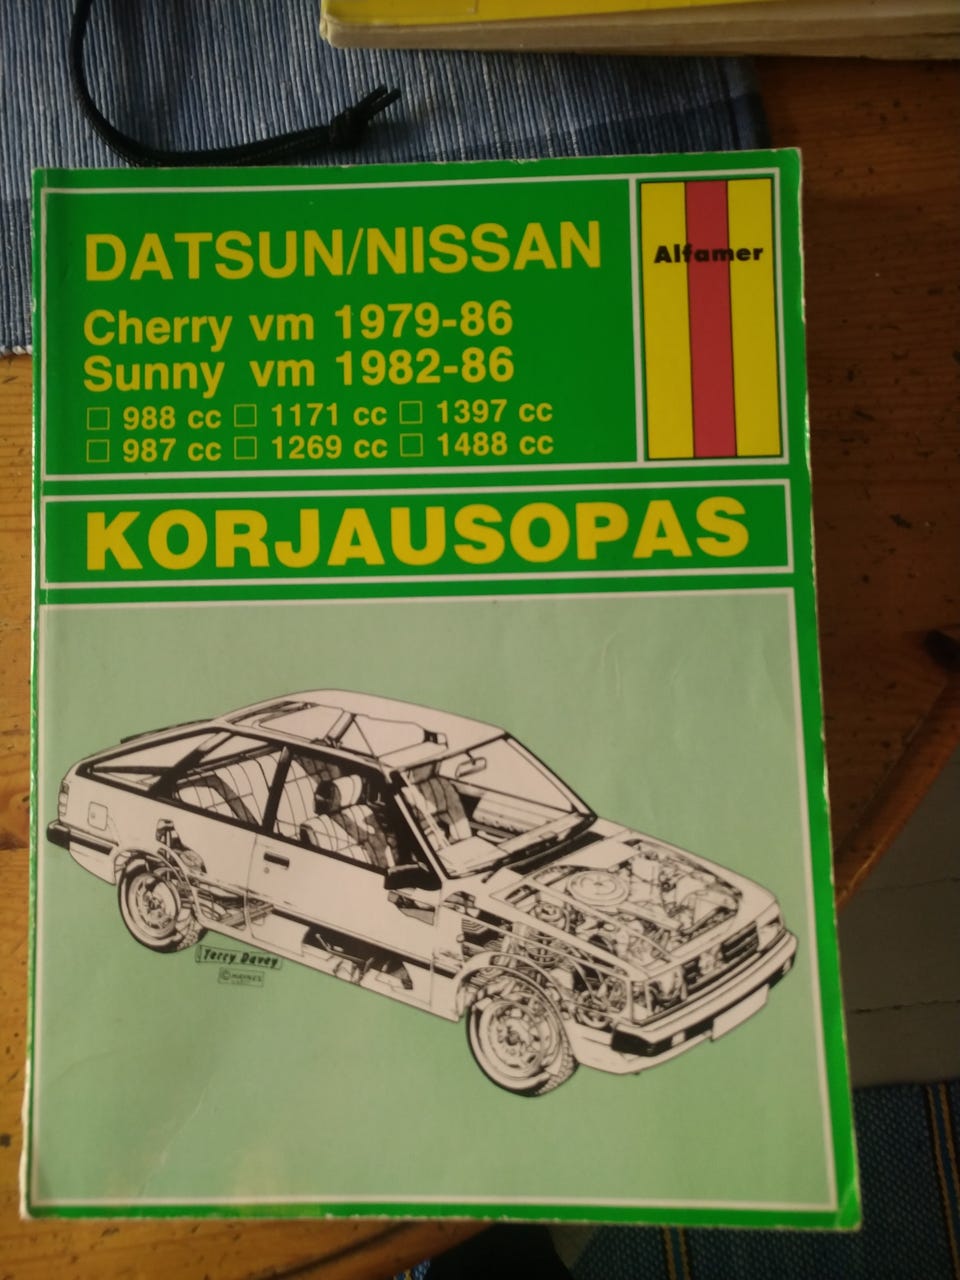 DATSUN/NISSAN
Alfamer
Cherry vm 1979-86
Sunny vm 1982-86
988 cc 1171 cc 1397 cc
987 cc 1269 cc 1488 cc
KORJAUSOPAS
Terry Davey
© HAYNES